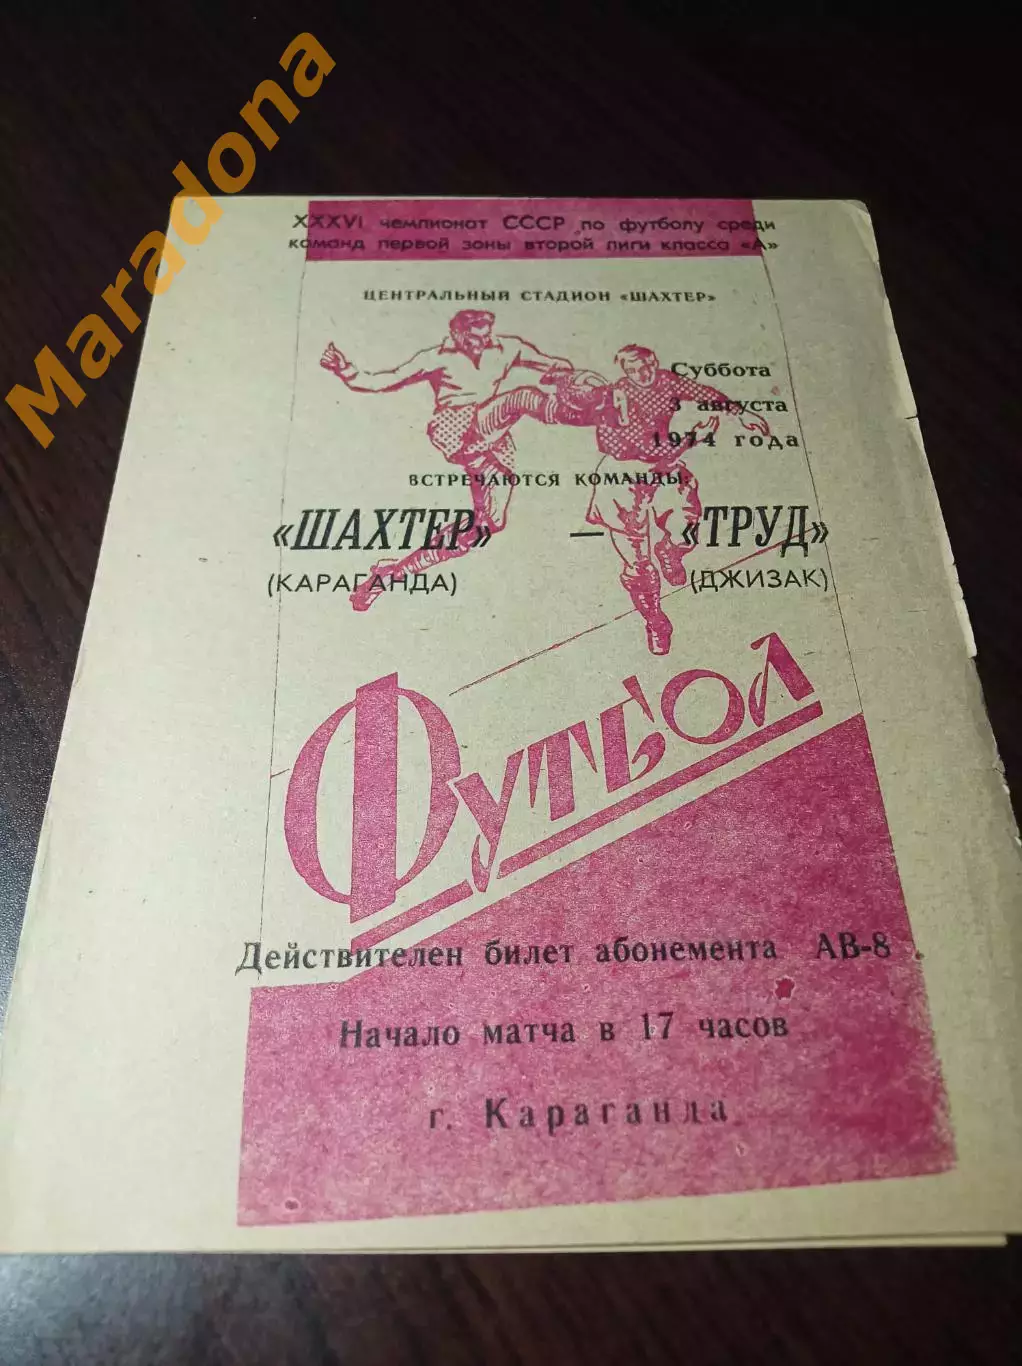 Maradona
XXXVI чемпионат СССР по футболу среди
команд первой зоны второй лиги класса «А»
ЦЕНТРАЛЬНЫЙ СТАДИОН «ШАХТЕР»
Суббота
3 августа
1974 года
ВСТРЕЧАЮТСЯ КОМАНДЫ:
«ШАХТЕР» — «ТРУД»
(КАРАГАНДА) (ДЖИЗАК)
ФУТБОЛ
Действителен билет абонемента АВ-8
Начало матча в 17 часов
г. Караганда